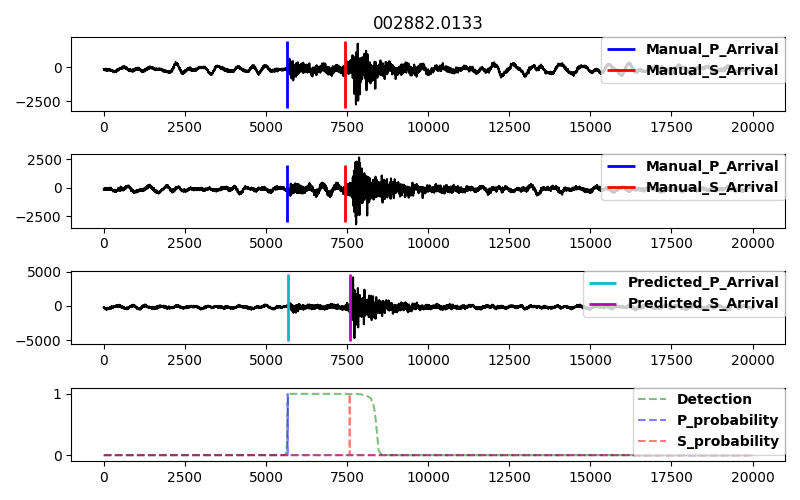 002882.0133
0
−2500
Manual_P_Arrival
Manual_S_Arrival
0 2500 5000 7500 10000 12500 15000 17500 20000
2500
0
−2500
Manual_P_Arrival
Manual_S_Arrival
0 2500 5000 7500 10000 12500 15000 17500 20000
5000
0
−5000
Predicted_P_Arrival
Predicted_S_Arrival
0 2500 5000 7500 10000 12500 15000 17500 20000
1
0
Detection
P_probability
S_probability
0 2500 5000 7500 10000 12500 15000 17500 20000